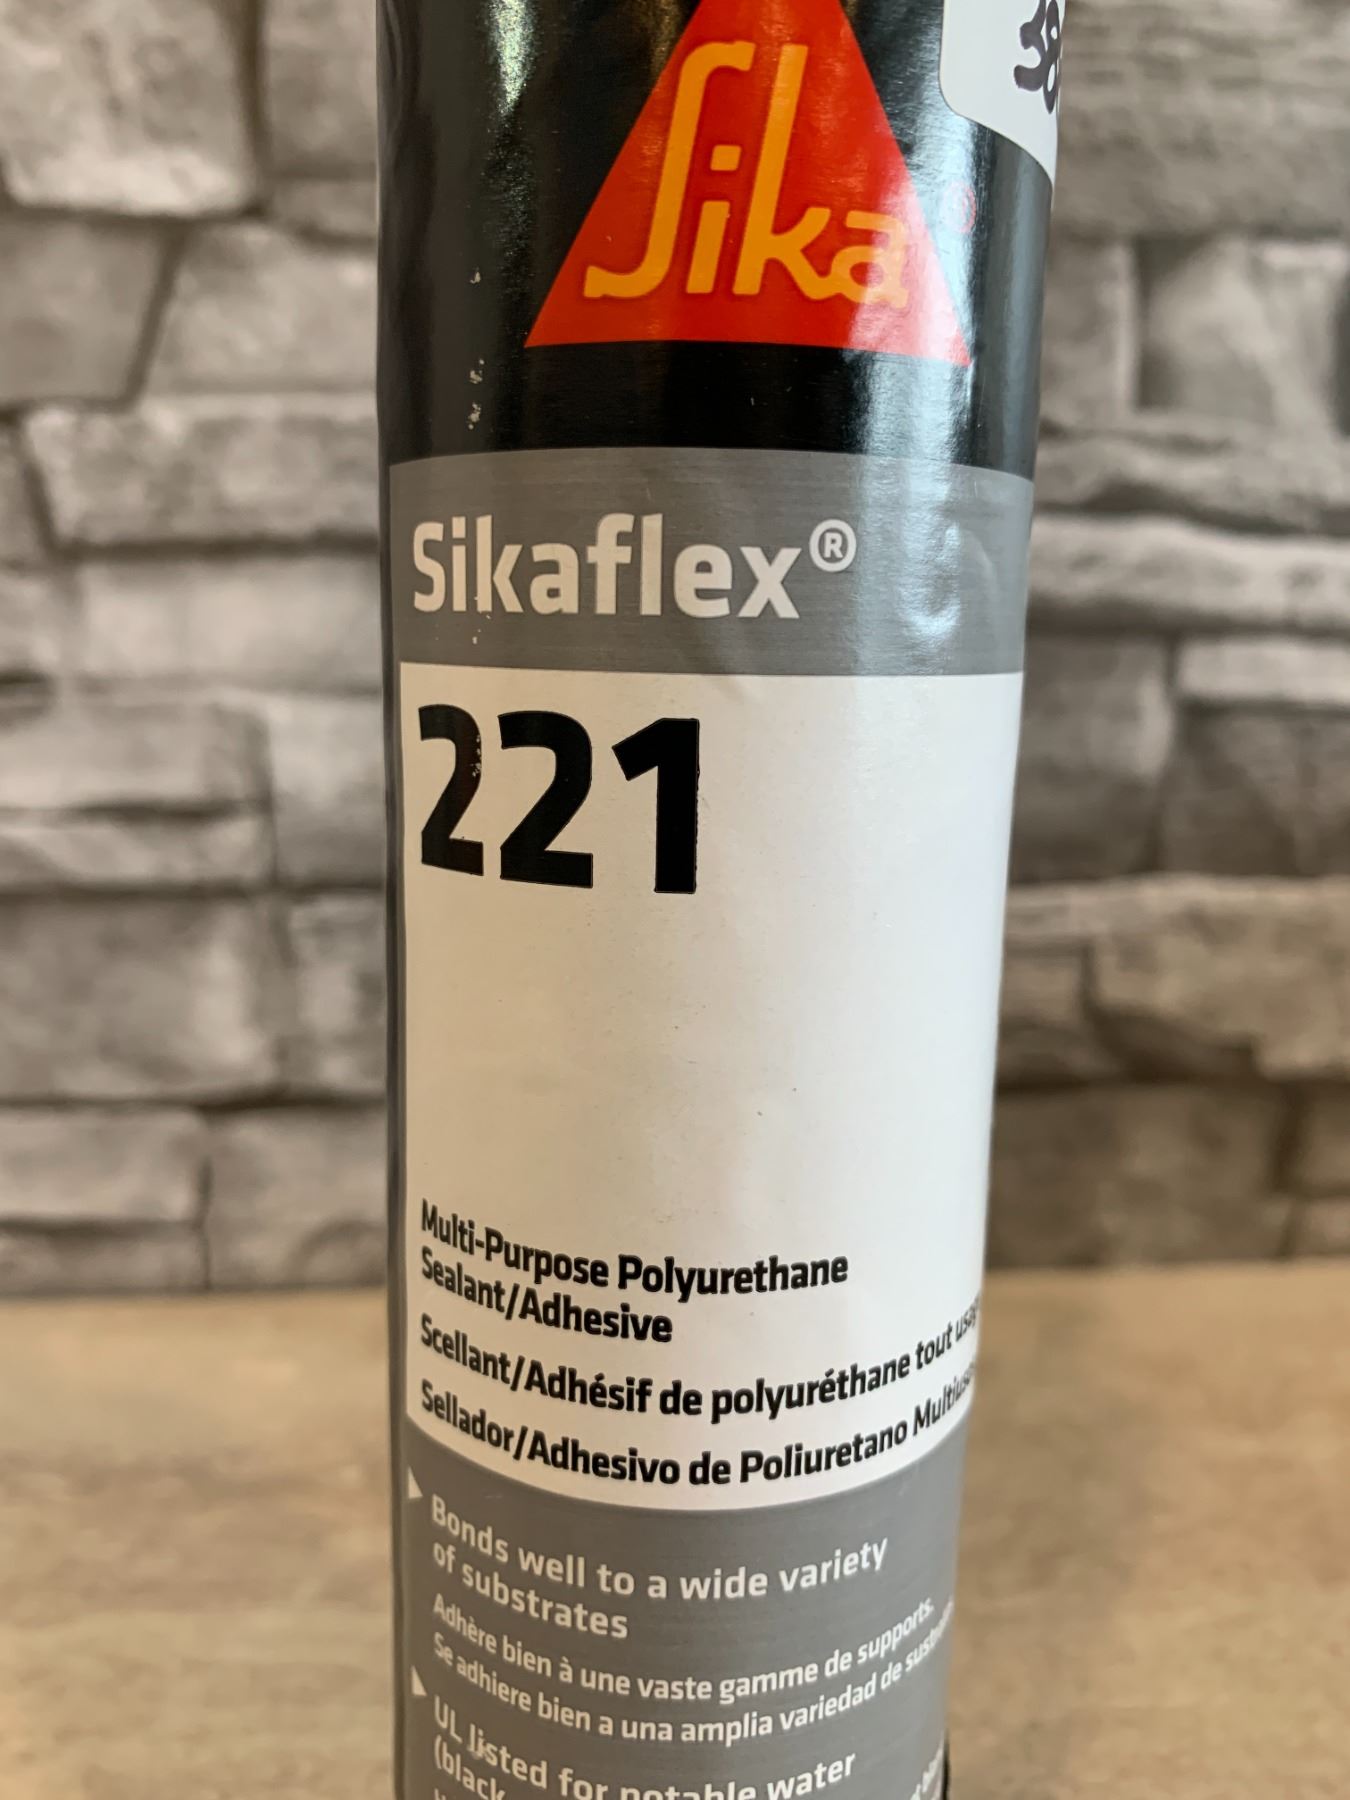 Sika®
Sikaflex®
221
Multi-Purpose Polyurethane
Sealant/Adhesive
Scellant/Adhésif de polyuréthane tout
Sellador/Adhesivo de Poliuretano
Bonds well to a wide variety
of substrates
Adhère bien à une vaste gamme de supports.
Se adhiere bien a una amplia variedad de
UL listed for potable water
(black